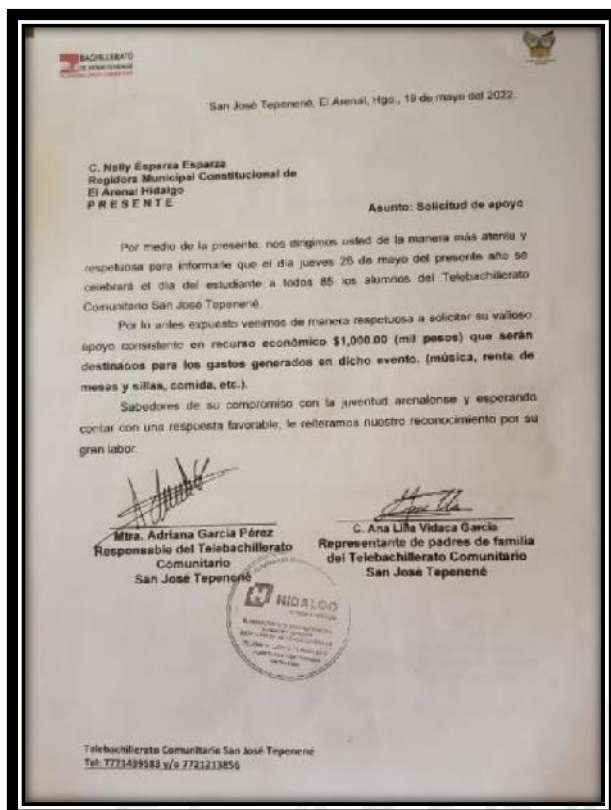 BACHILLERATO
San José Tepenené, El Arenal, Hgo., 19 de mayo del 2022.
C. Nelly Esparza Esparza
Regidora Municipal Constitucional de
El Arenal Hidalgo
P R E S E N T E
Asunto: Solicitud de apoyo
Por medio de la presente, nos dirigimos usted de la manera más atenta y
respetuosa para informarle que el día jueves 26 de mayo del presente año se
celebrará el día del estudiante a todos 85 los alumnos del Telebachillerato
Comunitario San José Tepenené.
Por lo antes expuesto venimos de manera respetuosa a solicitar su valioso
apoyo consistente en recurso económico $1,000.00 (mil pesos) que serán
destinados para los gastos generados en dicho evento. (música, renta de
mesas y sillas, comida, etc.).
Sabedores de su compromiso con la juventud arenalense y esperando
contar con una respuesta favorable, le reiteramos nuestro reconocimiento por su
gran labor.
Mtra. Adriana García Pérez
Responsable del Telebachillerato
Comunitario
San José Tepenené
C. Ana Lilia Vidaca García
Representante de padres de familia
del Telebachillerato Comunitario
San José Tepenené
HIDALGO
Telebachillerato Comunitario San José Tepenené
Tel: 7721439583 y/o 7721213856